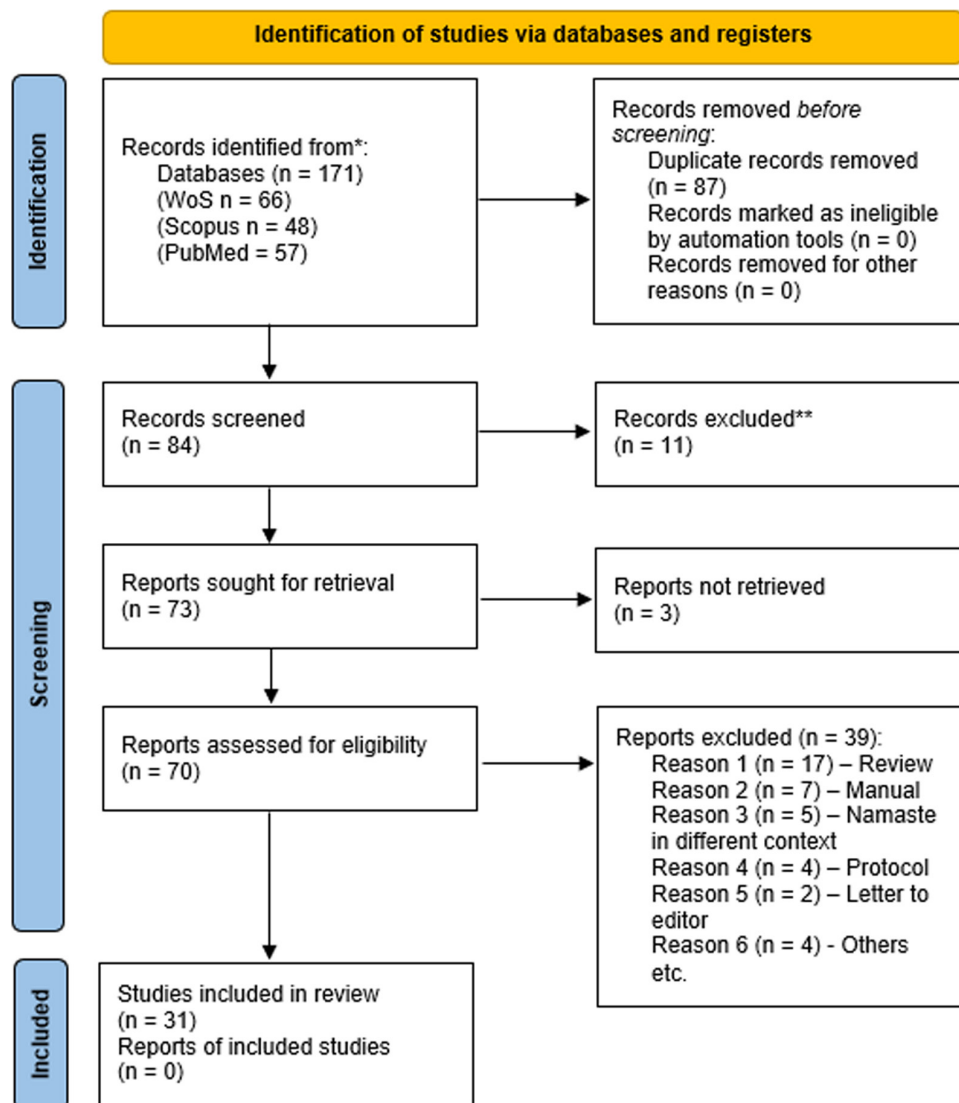 Identification of studies via databases and registers
Identification
Records identified from*:
Databases (n = 171)
(WoS n = 66)
(Scopus n = 48)
(PubMed = 57)
Records removed before
screening:
Duplicate records removed
(n = 87)
Records marked as ineligible
by automation tools (n = 0)
Records removed for other
reasons (n = 0)
Screening
Records screened
(n = 84)
Records excluded**
(n = 11)
Reports sought for retrieval
(n = 73)
Reports not retrieved
(n = 3)
Reports assessed for eligibility
(n = 70)
Reports excluded (n = 39):
Reason 1 (n = 17) – Review
Reason 2 (n = 7) – Manual
Reason 3 (n = 5) – Namaste
in different context
Reason 4 (n = 4) – Protocol
Reason 5 (n = 2) – Letter to
editor
Reason 6 (n = 4) - Others
etc.
Included
Studies included in review
(n = 31)
Reports of included studies
(n = 0)